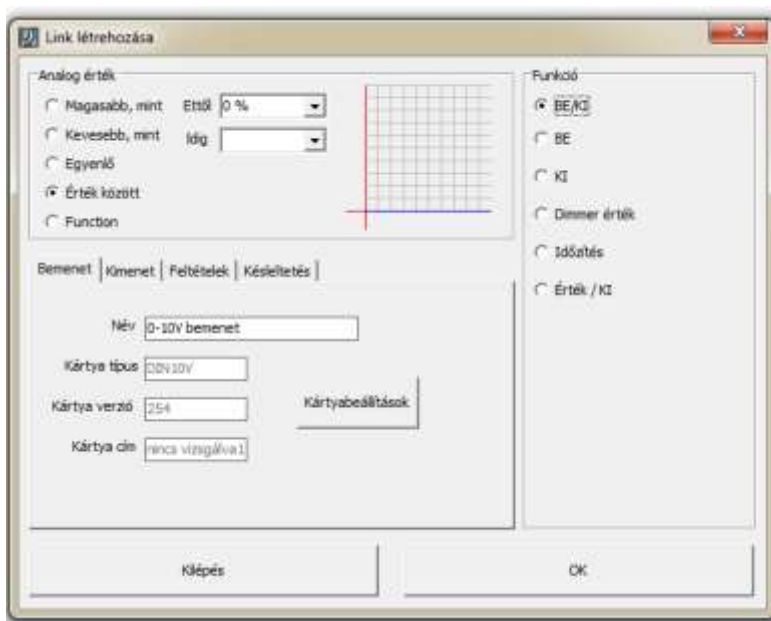 Link létrehozása
Analog érték
Magasabb, mint
Ettől
0 %
Kevesebb, mint
Idig
Egyenlő
Érték között
Function
Funkció
BE/KI
BE
KI
Dimmer érték
Időzítés
Érték / KI
Bemenet
Kimenet
Feltételek
Késleltetés
Név
0-10V bemenet
Kártya típus
DIN10V
Kártya verzió
254
Kártya cím
nincs vizsgálva1
Kártyabeállítások
Kilépés
OK